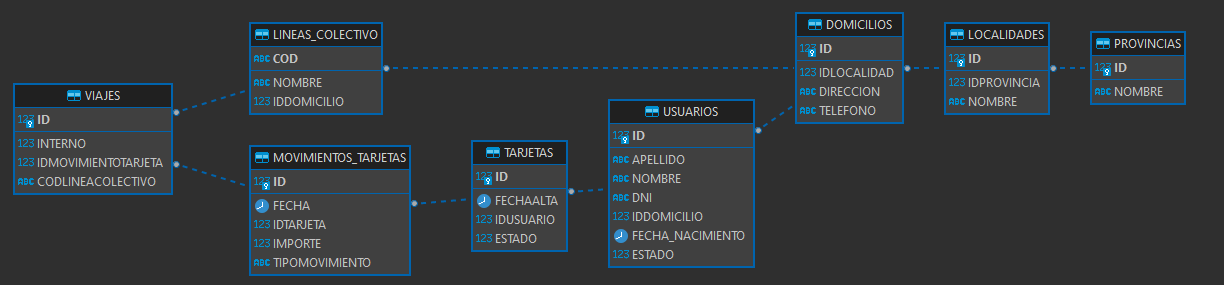 VIAJES
123 ID
123 INTERNO
123 IDMOVIMIENTOTARJETA
ABC CODLINEACOLECTIVO
LINEAS_COLECTIVO
ABC COD
ABC NOMBRE
123 IDDOMICILIO
MOVIMIENTOS_TARJETAS
123 ID
FECHA
123 IDTARJETA
123 IMPORTE
ABC TIPOMOVIMIENTO
TARJETAS
123 ID
FECHAALTA
123 IDUSUARIO
123 ESTADO
USUARIOS
123 ID
ABC APELLIDO
ABC NOMBRE
ABC DNI
123 IDDOMICILIO
FECHA_NACIMIENTO
123 ESTADO
DOMICILIOS
123 ID
123 IDLOCALIDAD
ABC DIRECCION
ABC TELEFONO
LOCALIDADES
123 ID
123 IDPROVINCIA
ABC NOMBRE
PROVINCIAS
123 ID
ABC NOMBRE